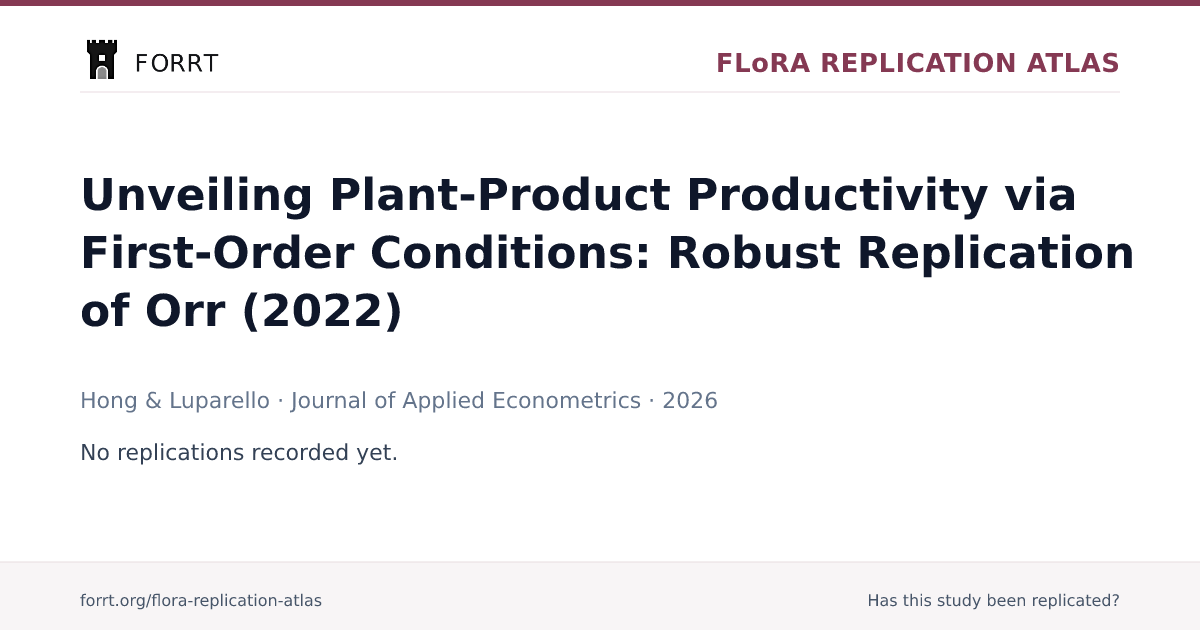 FORRT
FLoRA REPLICATION ATLAS
Unveiling Plant-Product Productivity via
First-Order Conditions: Robust Replication
of Orr (2022)
Hong & Luparello · Journal of Applied Econometrics · 2026
No replications recorded yet.
forrt.org/flora-replication-atlas
Has this study been replicated?